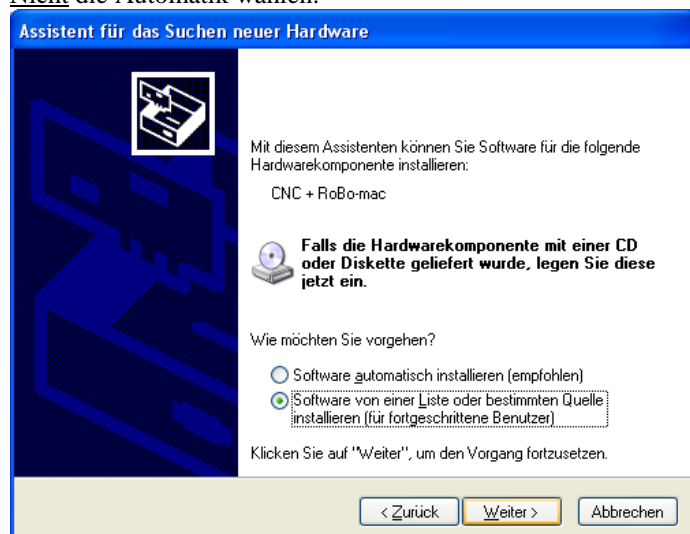 Nicht die Automatik wählen.
Assistent für das Suchen neuer Hardware
Mit diesem Assistenten können Sie Software für die folgende
Hardwarekomponente installieren:
CNC + RoBo-mac
Falls die Hardwarekomponente mit einer CD
oder Diskette geliefert wurde, legen Sie diese
jetzt ein.
Wie möchten Sie vorgehen?
Software automatisch installieren (empfohlen)
Software von einer Liste oder bestimmten Quelle
installieren (für fortgeschrittene Benutzer)
Klicken Sie auf "Weiter", um den Vorgang fortzusetzen.
< Zurück Weiter > Abbrechen